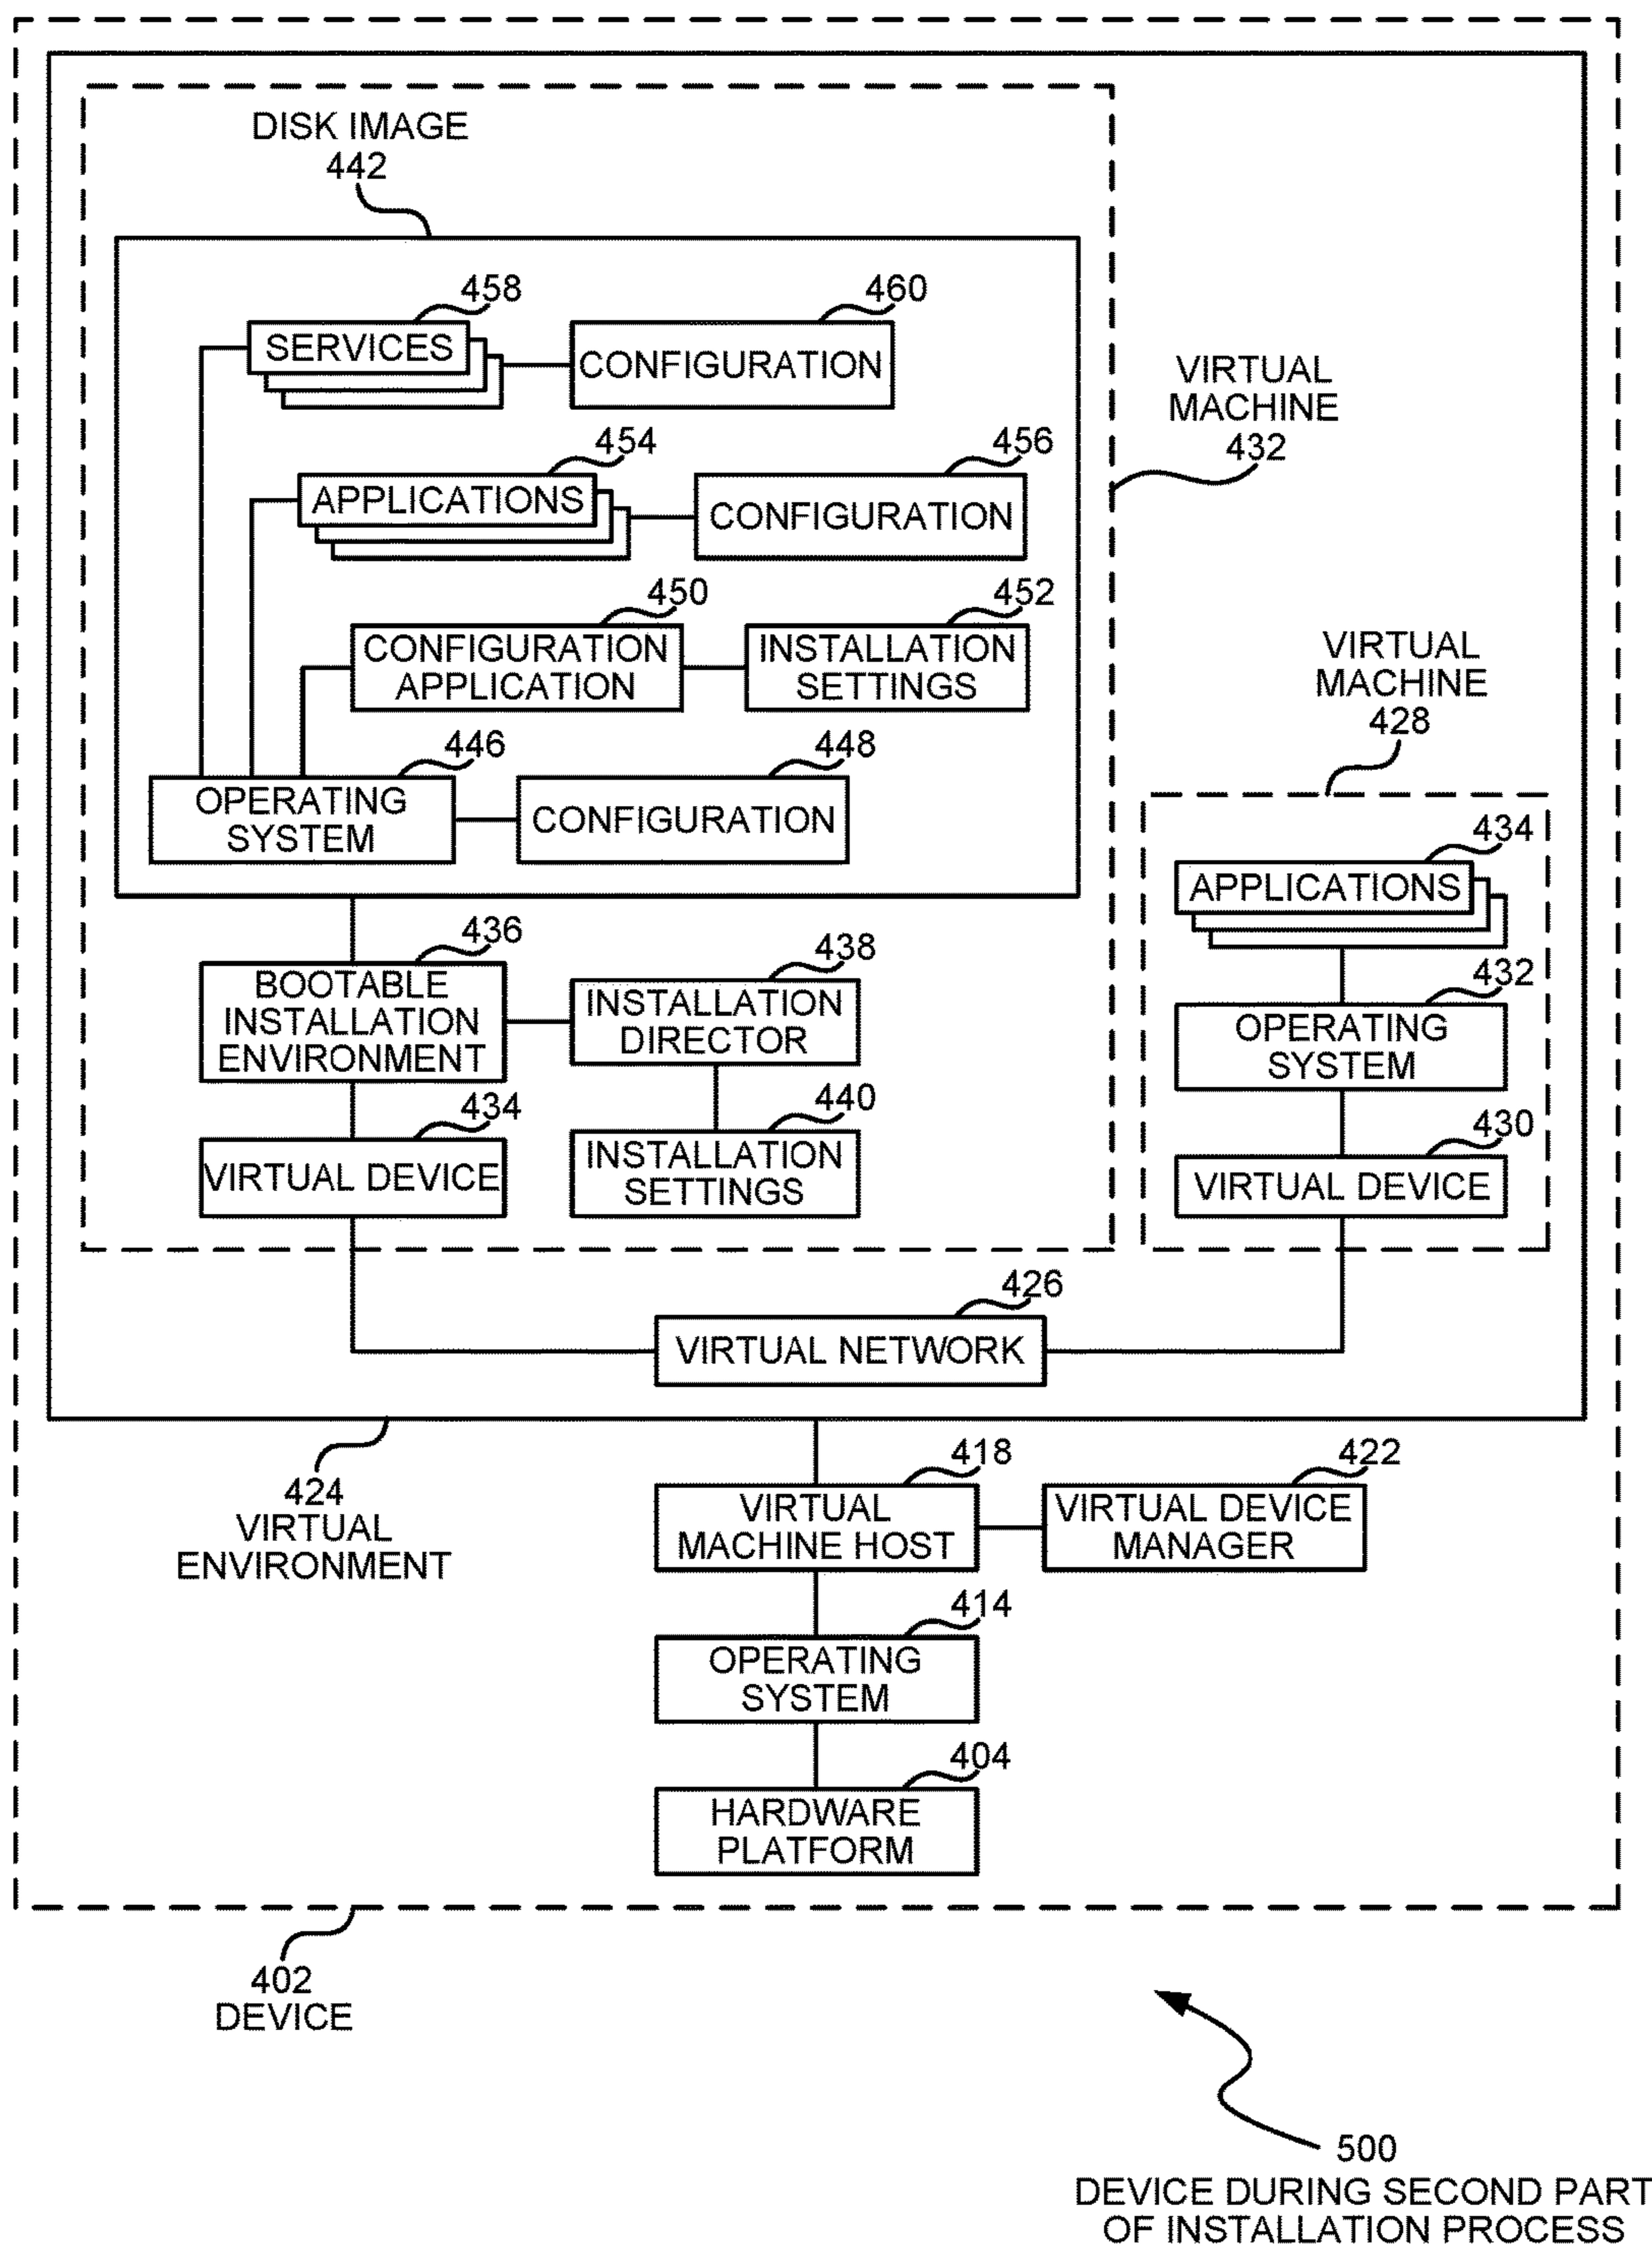 DISK IMAGE
442
458
SERVICES
460
CONFIGURATION
454
APPLICATIONS
456
CONFIGURATION
450
CONFIGURATION
APPLICATION
452
INSTALLATION
SETTINGS
446
OPERATING
SYSTEM
448
CONFIGURATION
VIRTUAL
MACHINE
432
436
BOOTABLE
INSTALLATION
ENVIRONMENT
438
INSTALLATION
DIRECTOR
434
VIRTUAL DEVICE
440
INSTALLATION
SETTINGS
VIRTUAL
MACHINE
428
434
APPLICATIONS
432
OPERATING
SYSTEM
430
VIRTUAL DEVICE
426
VIRTUAL NETWORK
424
VIRTUAL
ENVIRONMENT
418
VIRTUAL
MACHINE HOST
422
VIRTUAL DEVICE
MANAGER
414
OPERATING
SYSTEM
404
HARDWARE
PLATFORM
402
DEVICE
500
DEVICE DURING SECOND PART
OF INSTALLATION PROCESS